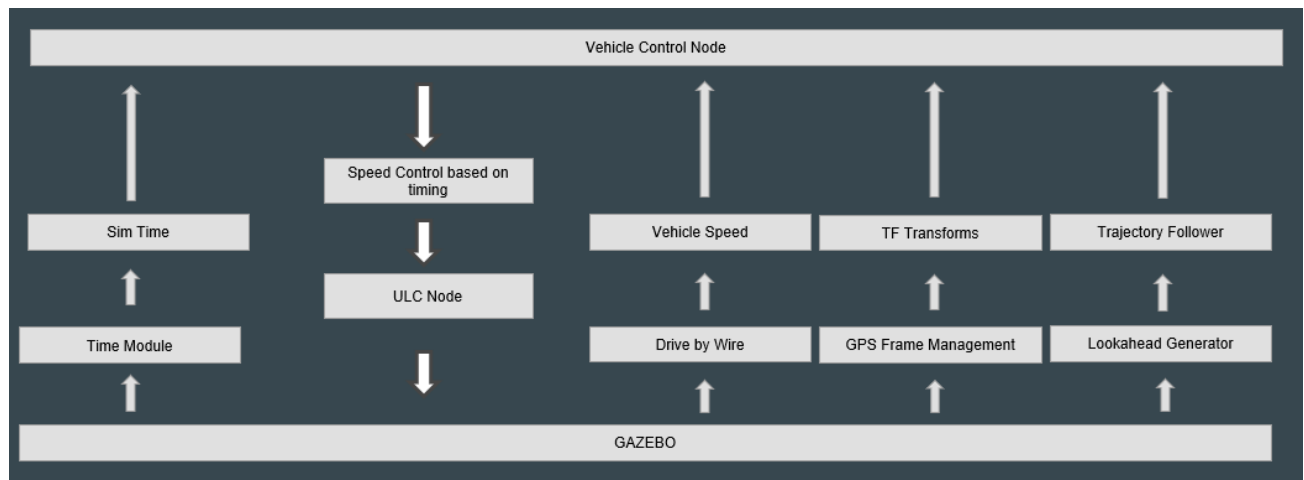 Vehicle Control Node
Speed Control based on
timing
Sim Time
Vehicle Speed
TF Transforms
Trajectory Follower
ULC Node
Time Module
Drive by Wire
GPS Frame Management
Lookahead Generator
GAZEBO